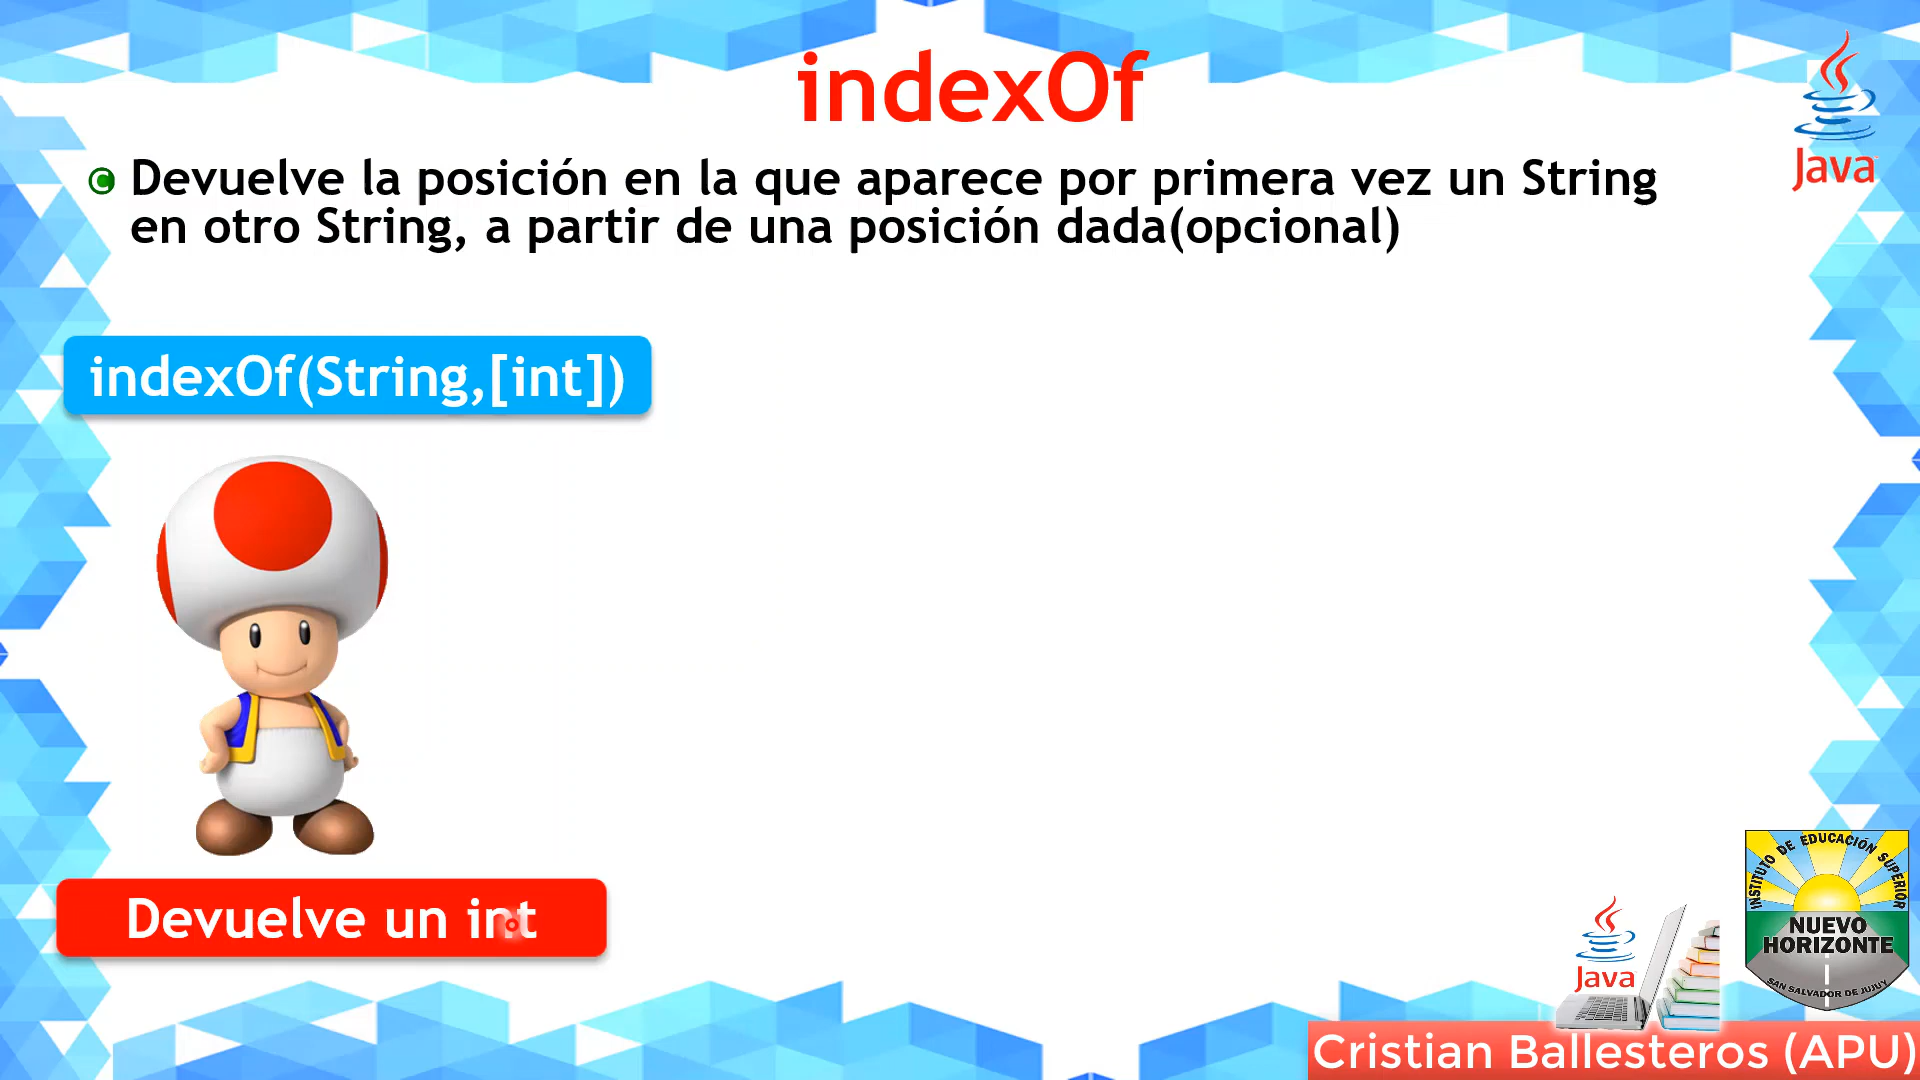 indexOf
Devuelve la posición en la que aparece por primera vez un String
en otro String, a partir de una posición dada(opcional)
Java
indexOf(String,[int])
Devuelve un int
Java
INSTITUTO DE EDUCACIÓN SUPERIOR
NUEVO
HORIZONTE
SAN SALVADOR DE JUJUY
Cristian Ballesteros (APU)